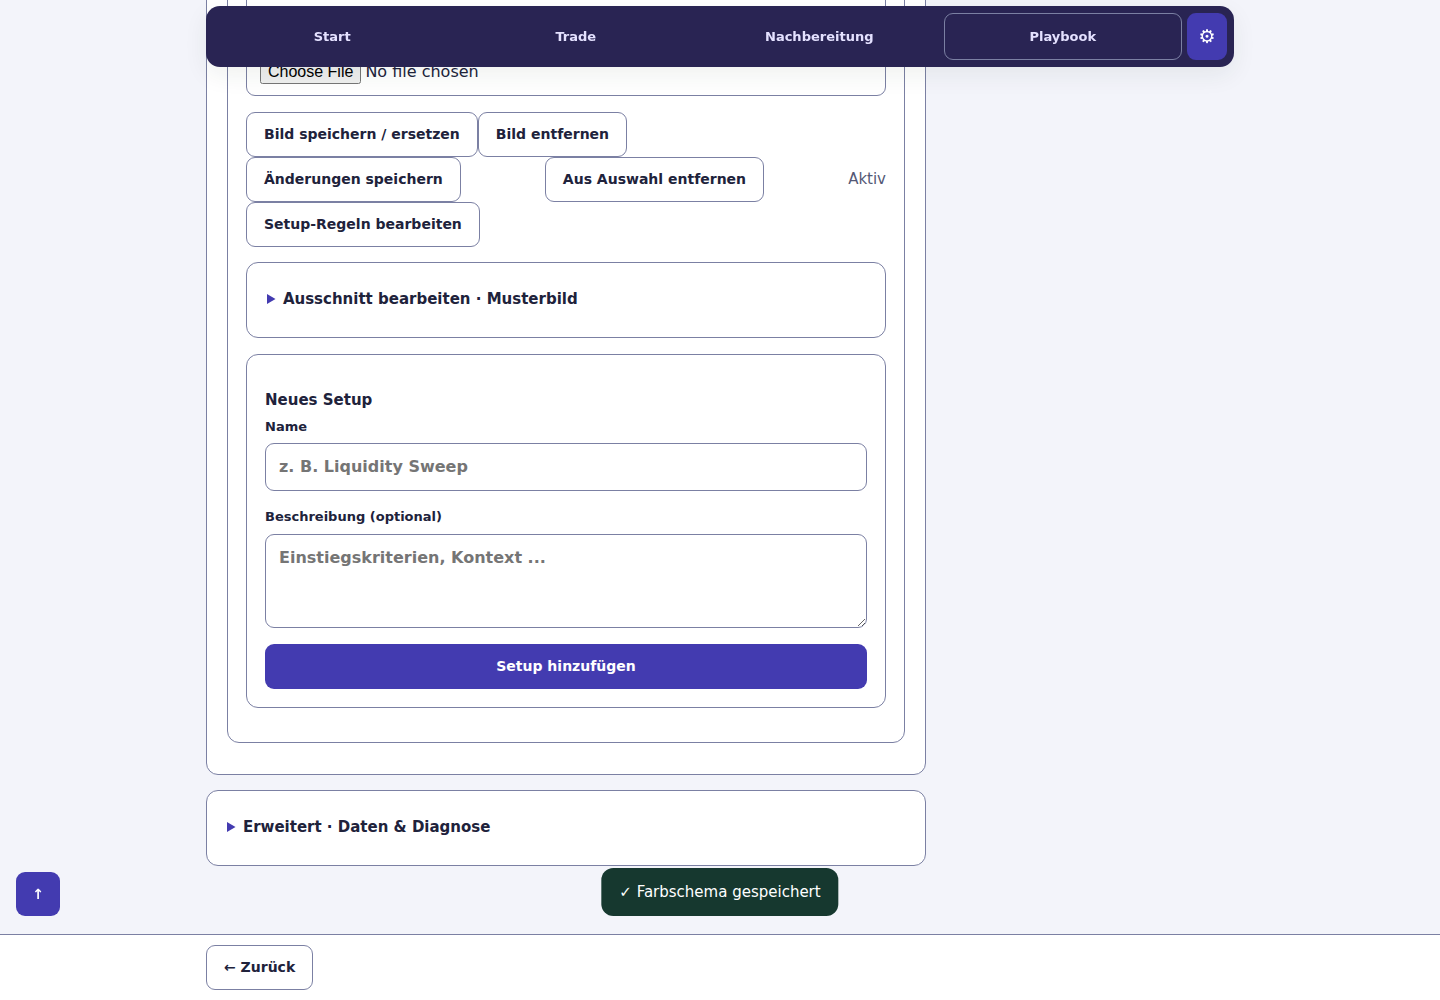 Start Trade Nachbereitung Playbook ⚙
Choose File No file chosen
Bild speichern / ersetzen Bild entfernen
Änderungen speichern Aus Auswahl entfernen Aktiv
Setup-Regeln bearbeiten
▶ Ausschnitt bearbeiten · Musterbild
Neues Setup
Name
z. B. Liquidity Sweep
Beschreibung (optional)
Einstiegskriterien, Kontext ...
Setup hinzufügen
▶ Erweitert · Daten & Diagnose
↑
✓ Farbschema gespeichert
← Zurück